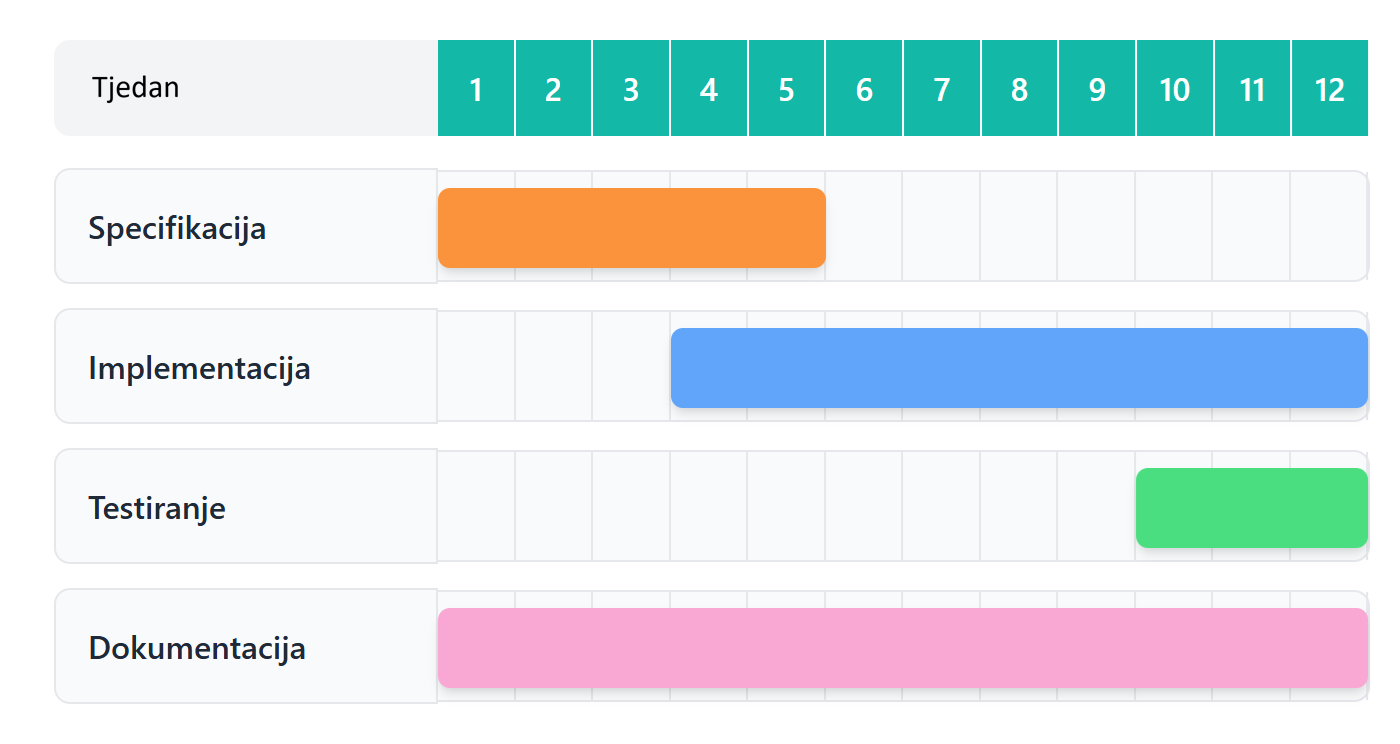 Tjedan 1 2 3 4 5 6 7 8 9 10 11 12
Specifikacija
Implementacija
Testiranje
Dokumentacija